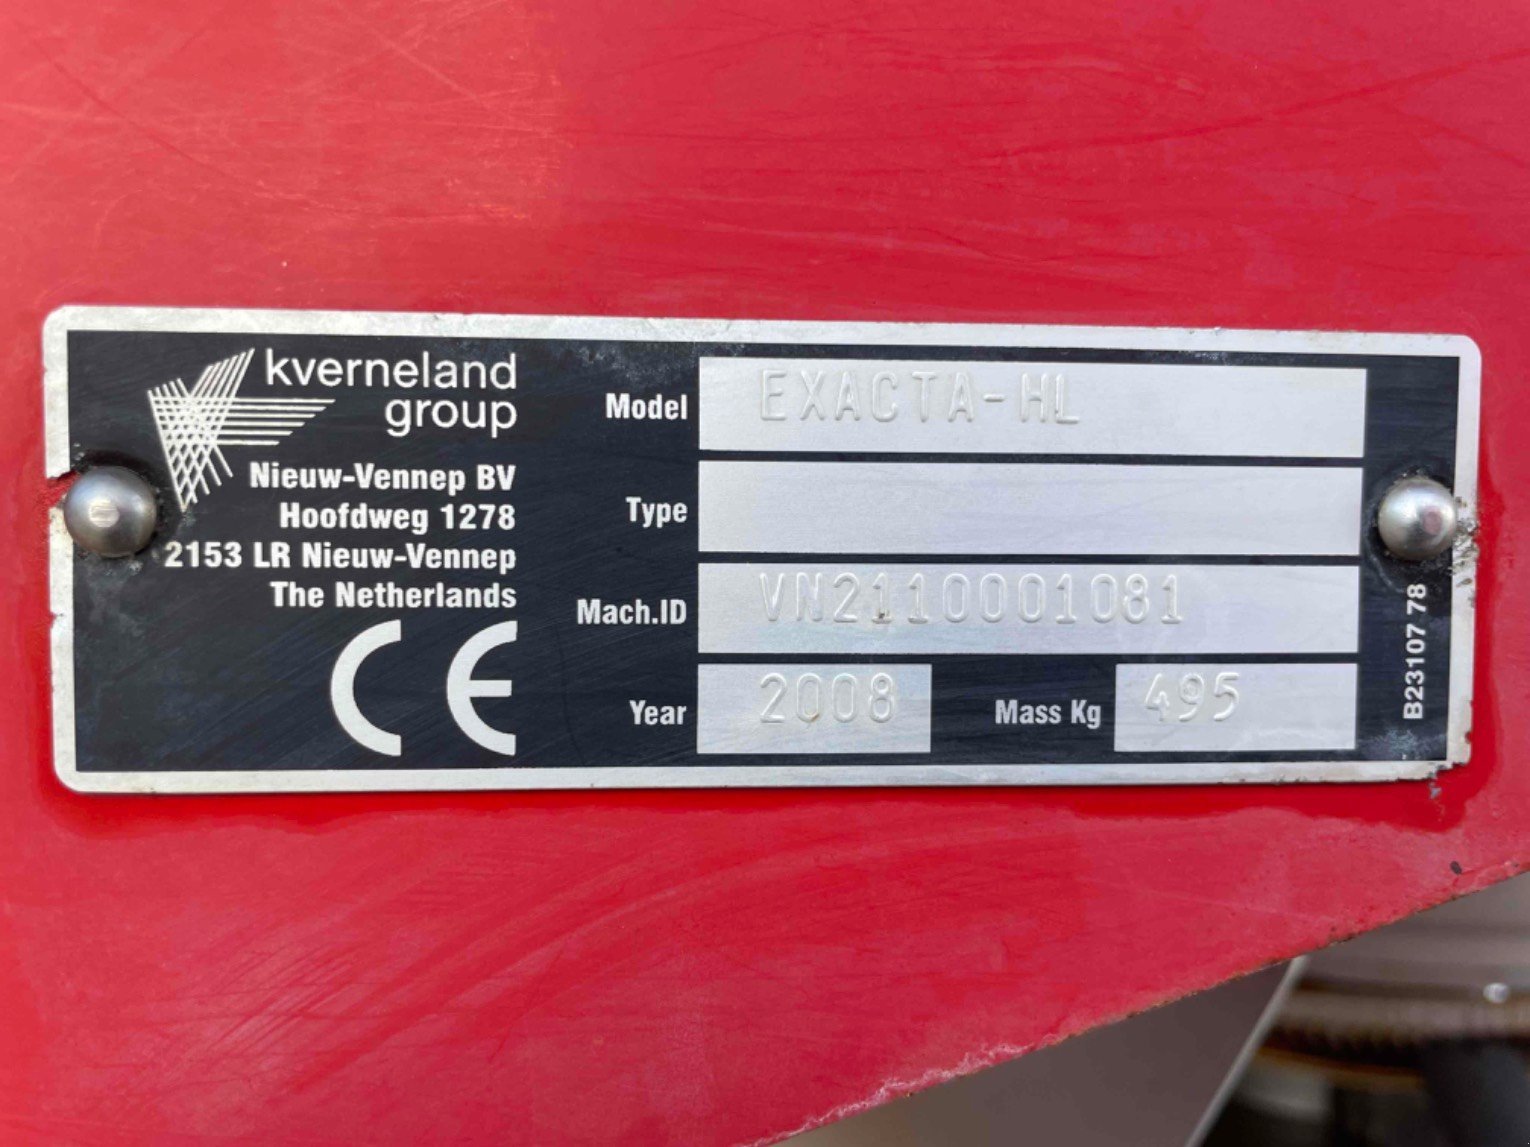 kverneland
group
Nieuw-Vennep BV
Hoofdweg 1278
2153 LR Nieuw-Vennep
The Netherlands
CE
Model EXACTA-HL
Type
Mach.ID VN2110001081
Year 2008 Mass Kg 495
B23107 78